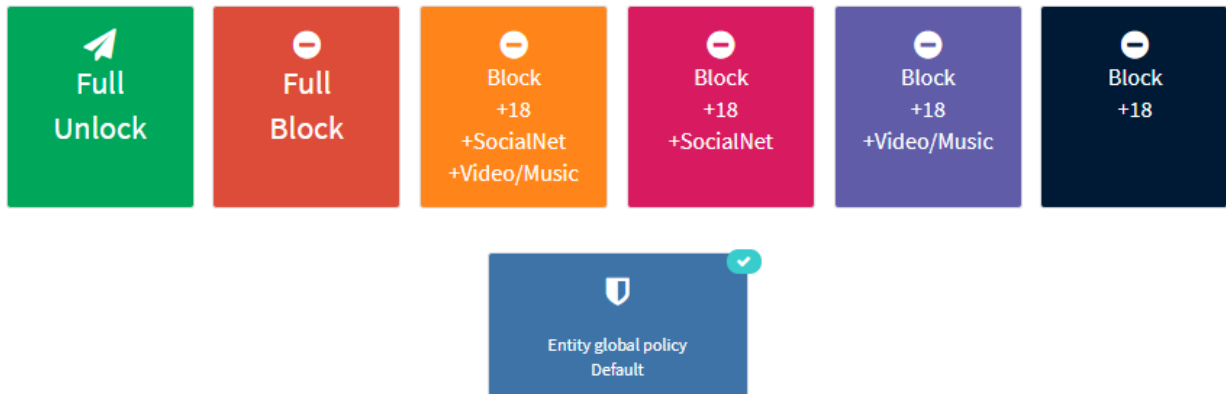 Full
Unlock
Full
Block
Block
+18
+SocialNet
+Video/Music
Block
+18
+SocialNet
Block
+18
+Video/Music
Block
+18
Entity global policy
Default